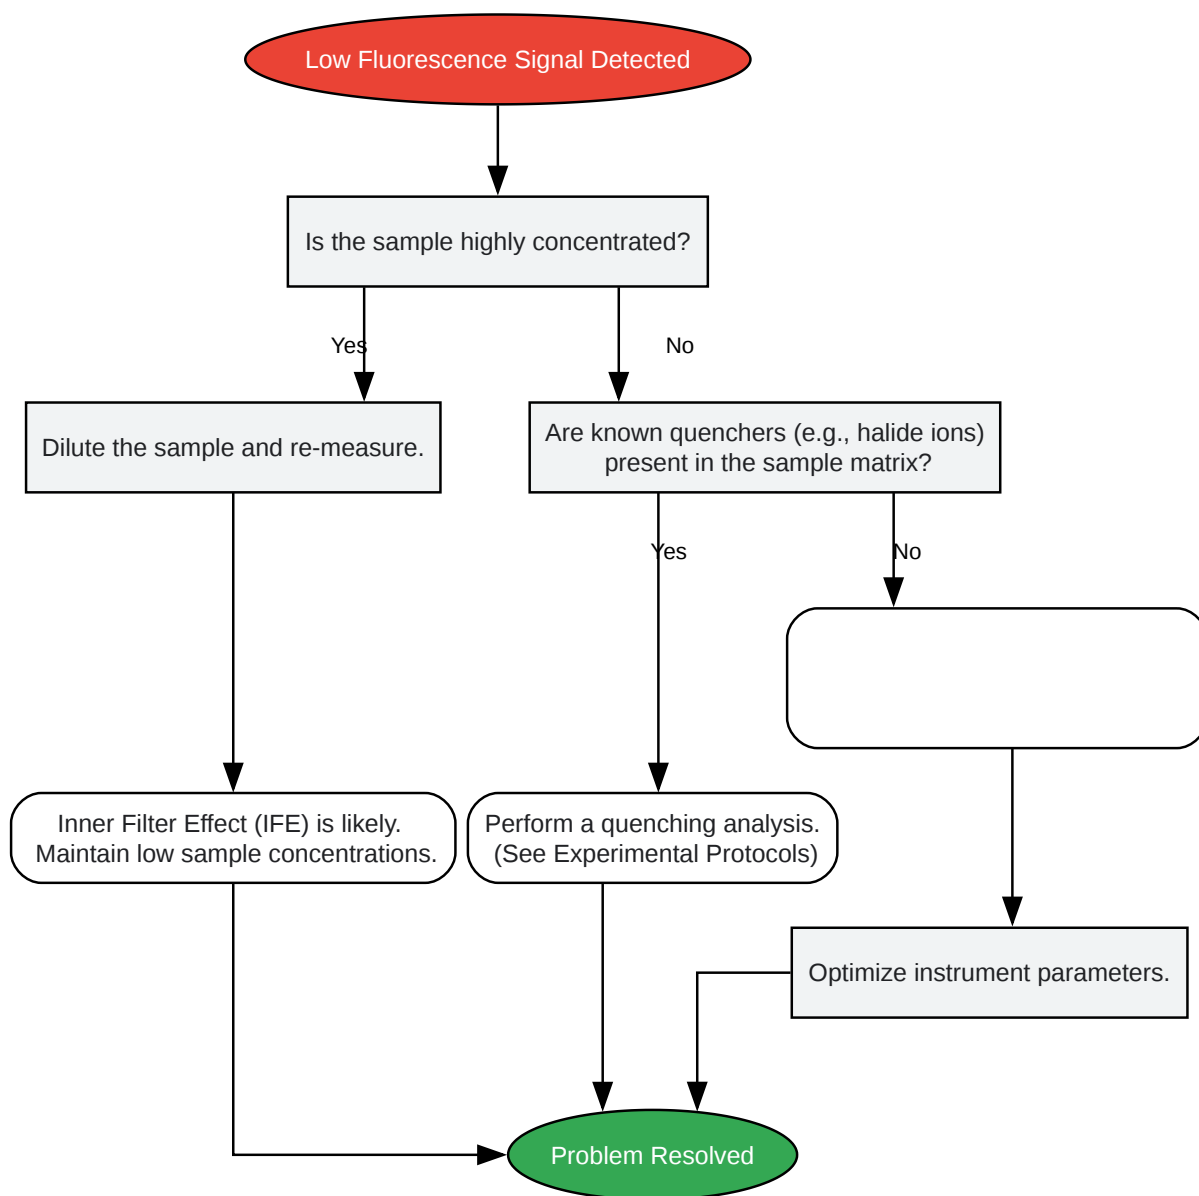 Low Fluorescence Signal Detected
Is the sample highly concentrated?
Yes
No
Dilute the sample and re-measure.
Are known quenchers (e.g., halide ions)
present in the sample matrix?
Yes
No
Inner Filter Effect (IFE) is likely.
Maintain low sample concentrations.
Perform a quenching analysis.
(See Experimental Protocols)
Optimize instrument parameters.
Problem Resolved